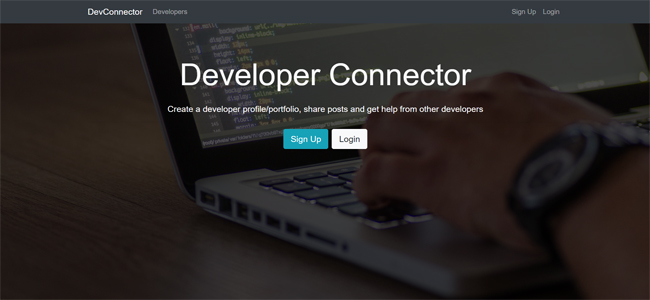 DevConnector Developers Sign Up Login
Developer Connector
Create a developer profile/portfolio, share posts and get help from other developers
Sign Up Login